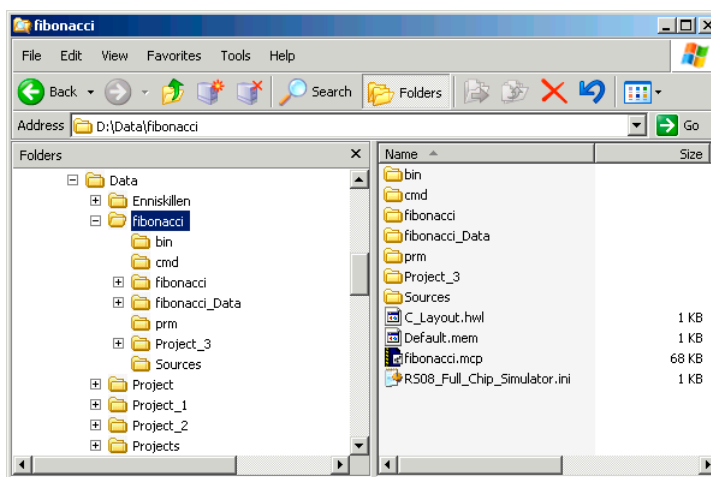 fibonacci
File Edit View Favorites Tools Help
Back Search Folders
Address D:\Data\fibonacci Go
Folders x
Data
Enniskillen
fibonacci
bin
cmd
fibonacci
fibonacci_Data
prm
Project_3
Sources
Project
Project_1
Project_2
Projects
Name Size
bin
cmd
fibonacci
fibonacci_Data
prm
Project_3
Sources
C_Layout.hwl 1 KB
Default.mem 1 KB
fibonacci.mcp 68 KB
RS08_Full_Chip_Simulator.ini 1 KB